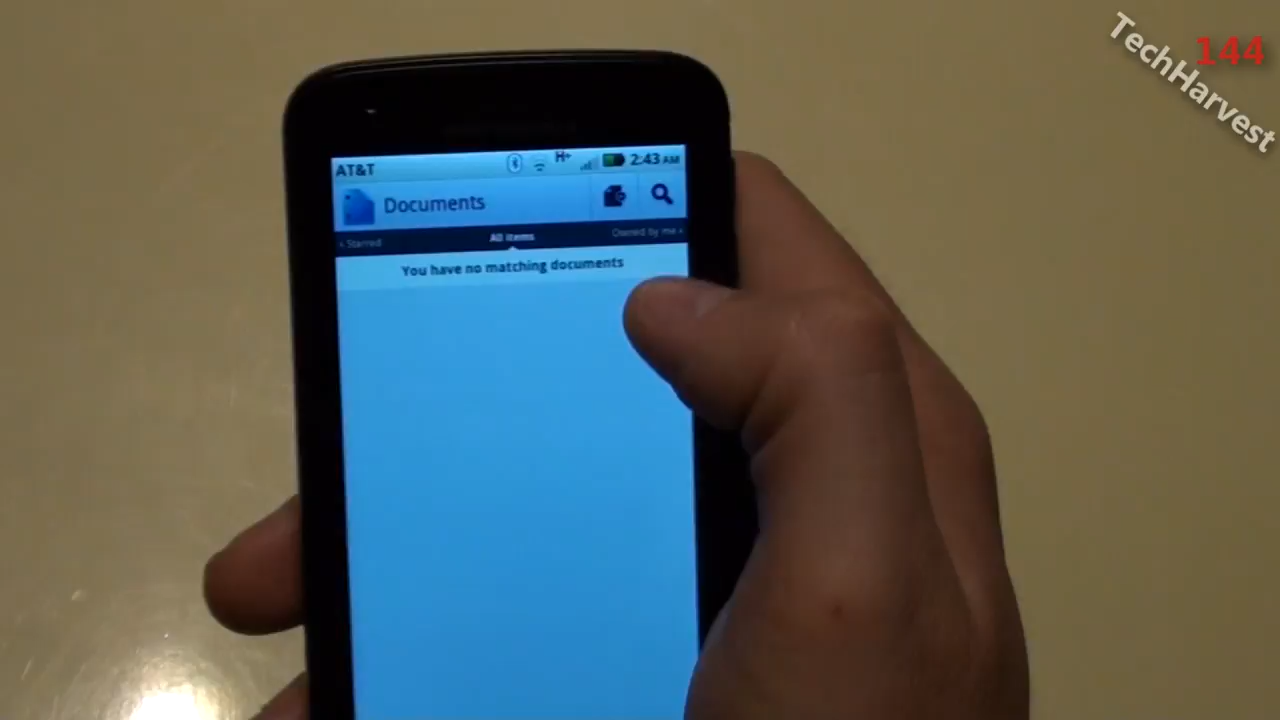 TechHarvest
144
AT&T
H+
2:43 AM
Documents
‹ Starred
All items
Owned by me ›
You have no matching documents